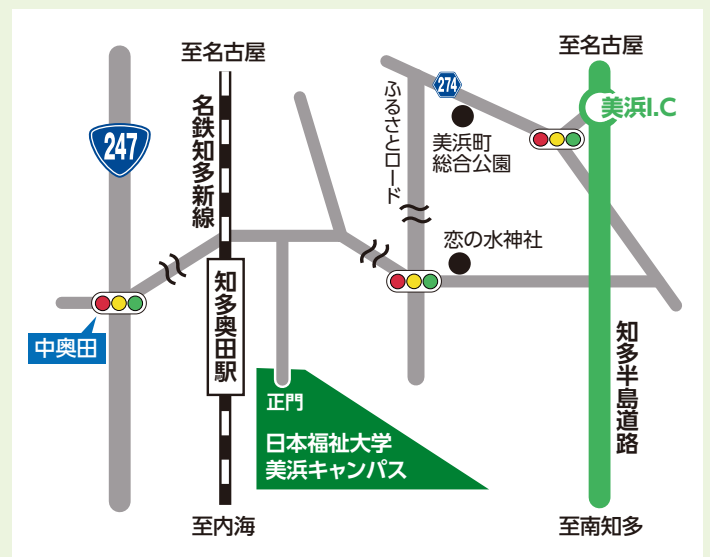 至名古屋
至名古屋
247
名鉄知多新線
ふるさとロード
274
美浜I.C
美浜町
総合公園
恋の水神社
中奥田
知多奥田駅
知多半島道路
正門
日本福祉大学
美浜キャンパス
至内海
至南知多